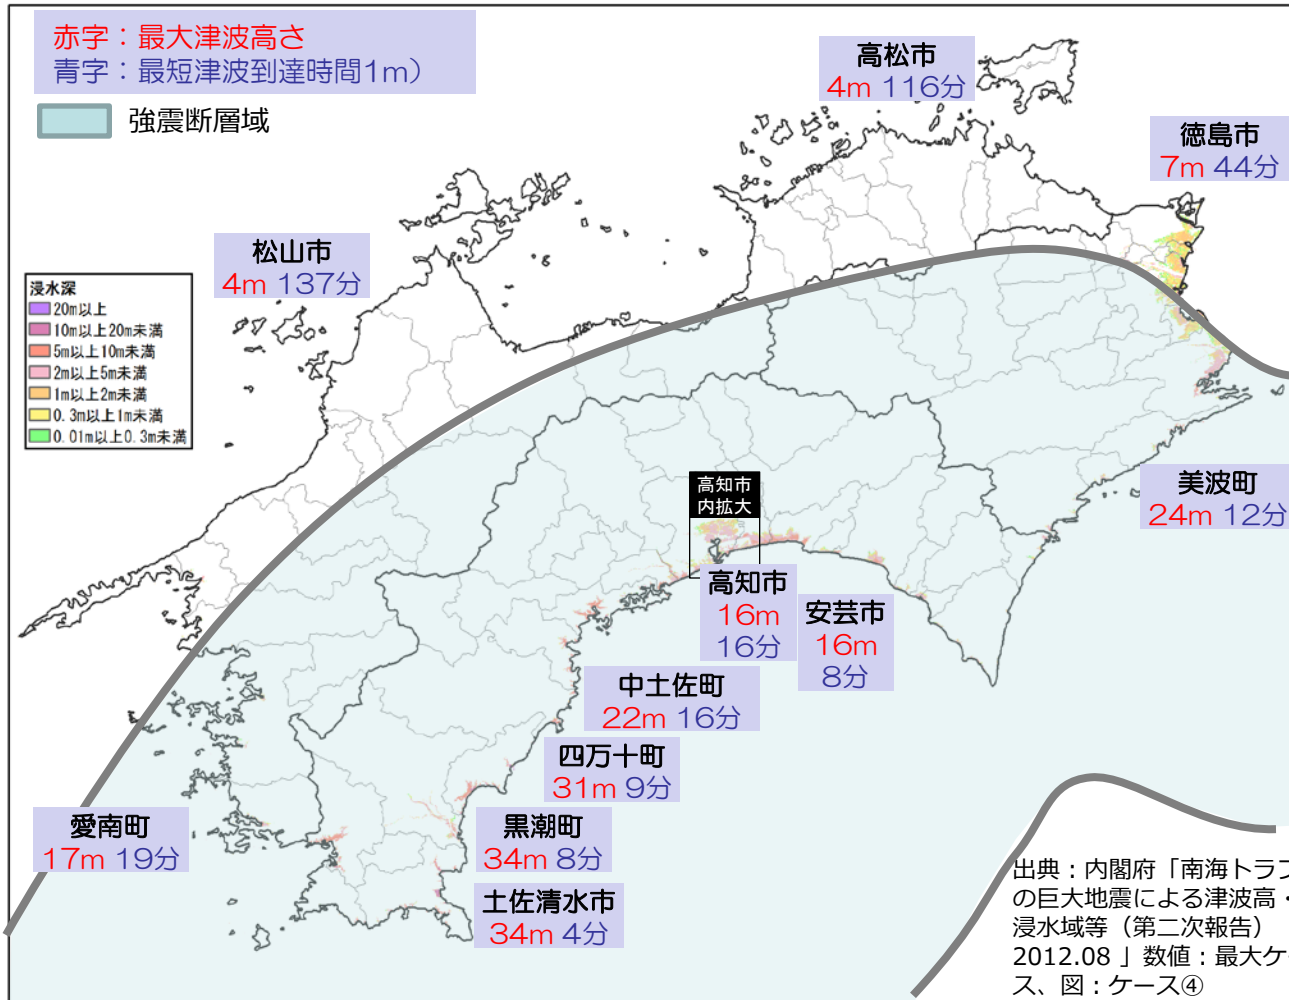 赤字：最大津波高さ
青字：最短津波到達時間1m）
強震断層域
高松市
4m 116分
徳島市
7m 44分
松山市
4m 137分
浸水深
20m以上
10m以上20m未満
5m以上10m未満
2m以上5m未満
1m以上2m未満
0.3m以上1m未満
0.01m以上0.3m未満
高知市
内拡大
美波町
24m 12分
高知市
16m
16分
安芸市
16m
8分
中土佐町
22m 16分
四万十町
31m 9分
愛南町
17m 19分
黒潮町
34m 8分
土佐清水市
34m 4分
出典：内閣府「南海トラフ
の巨大地震による津波高・
浸水域等（第二次報告）
2012.08 」数値：最大ケー
ス、図：ケース④